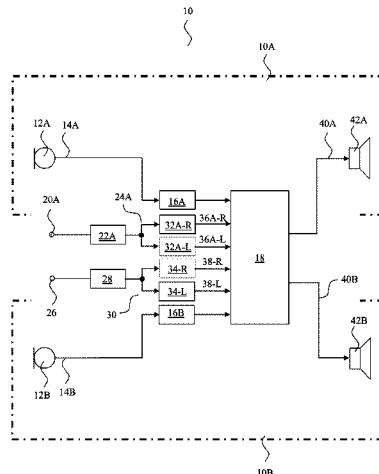 10
10A
12A
14A
40A
42A
20A
24A
16A
22A
32A-R
36A-R
32A-L
36A-L
18
34-R
38-R
28
34-L
38-L
40B
26
30
16B
14B
12B
42B
10B